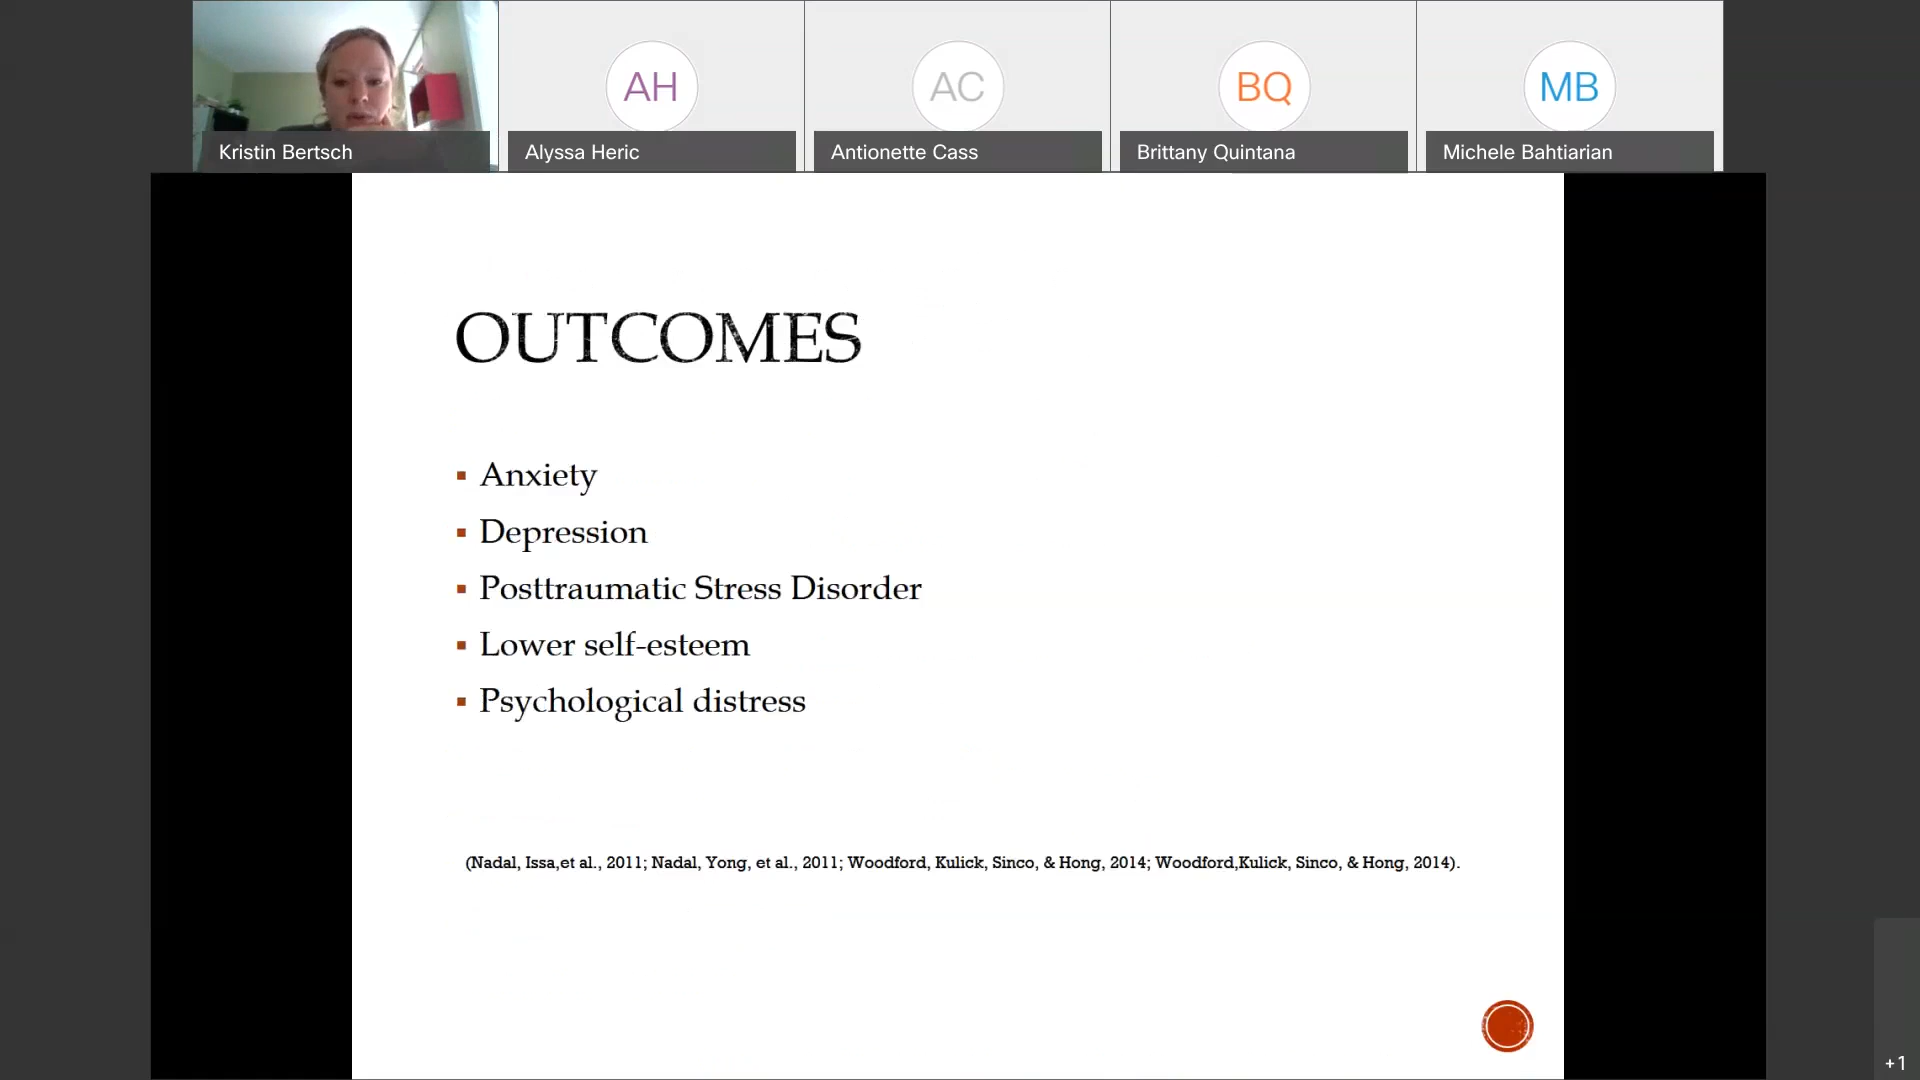 AH
AC
BQ
MB
Kristin Bertsch
Alyssa Heric
Antionette Cass
Brittany Quintana
Michele Bahtiarian
OUTCOMES
Anxiety
Depression
Posttraumatic Stress Disorder
Lower self-esteem
Psychological distress
(Nadal, Issa,et al., 2011; Nadal, Yong, et al., 2011; Woodford, Kulick, Sinco, & Hong, 2014; Woodford,Kulick, Sinco, & Hong, 2014).
+1